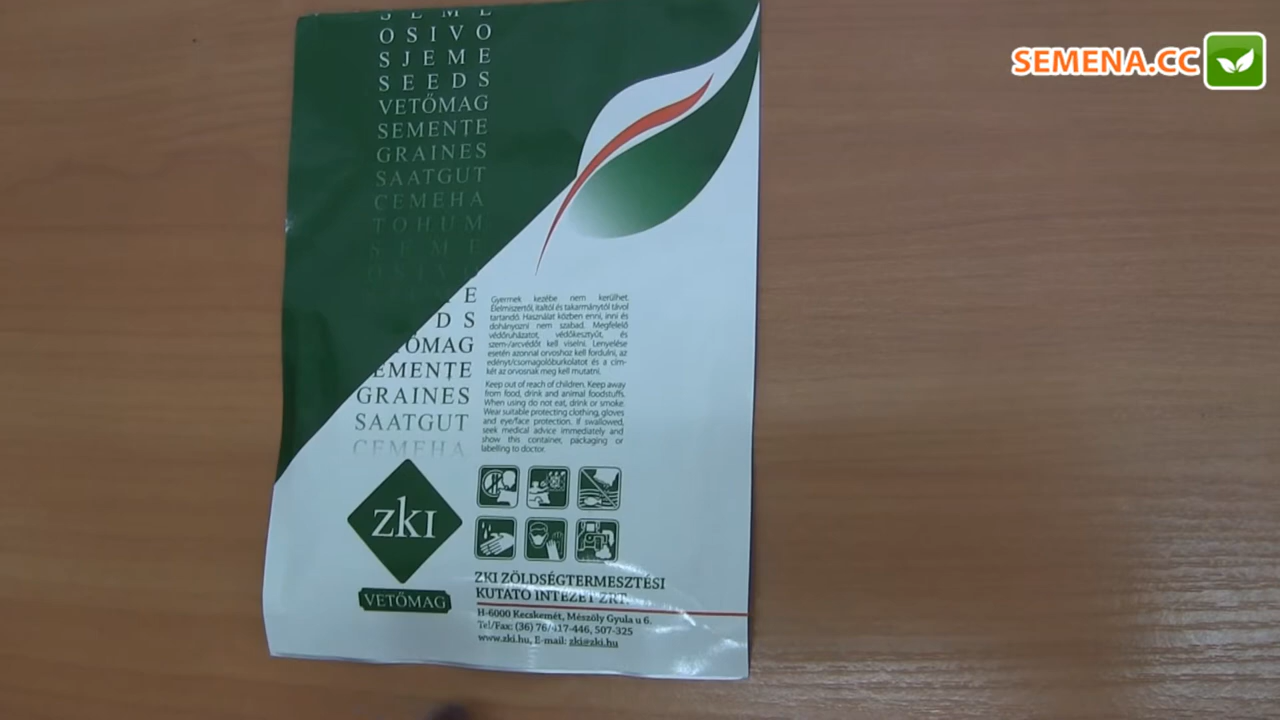 SEME
OSIVO
SJEME
SEEDS
VETŐMAG
SEMENTE
GRAINES
SAATGUT
СЕМЕНА
TOHUM
SEME
OSIVO
E
DS
TŐMAG
EMENTE
GRAINES
SAATGUT
СЕМЕНА
Gyermek kezébe nem kerülhet.
Élelmiszertől, italtól és takarmánytól távol
tartandó. Használat közben enni, inni és
dohányozni nem szabad. Megfelelő
védőruházatot, védőkesztyűt, és
szem-/arcvédőt kell viselni. Lenyelése
esetén azonnal orvoshoz kell fordulni, az
edényt/csomagolóburkolatot és a cím-
két az orvosnak meg kell mutatni.
Keep out of reach of children. Keep away
from food, drink and animal foodstuffs.
When using do not eat, drink or smoke.
Wear suitable protecting clothing, gloves
and eye/face protection. If swallowed,
seek medical advice immediately and
show this container, packaging or
labelling to doctor.
zki
VETŐMAG
ZKI ZÖLDSÉGTERMESZTÉSI
KUTATÓ INTÉZET ZRT.
H-6000 Kecskemét, Mészöly Gyula u 6.
Tel/Fax: (36) 76/417-446, 507-325
www.zki.hu, E-mail: zki@zki.hu
SEMENA.CC